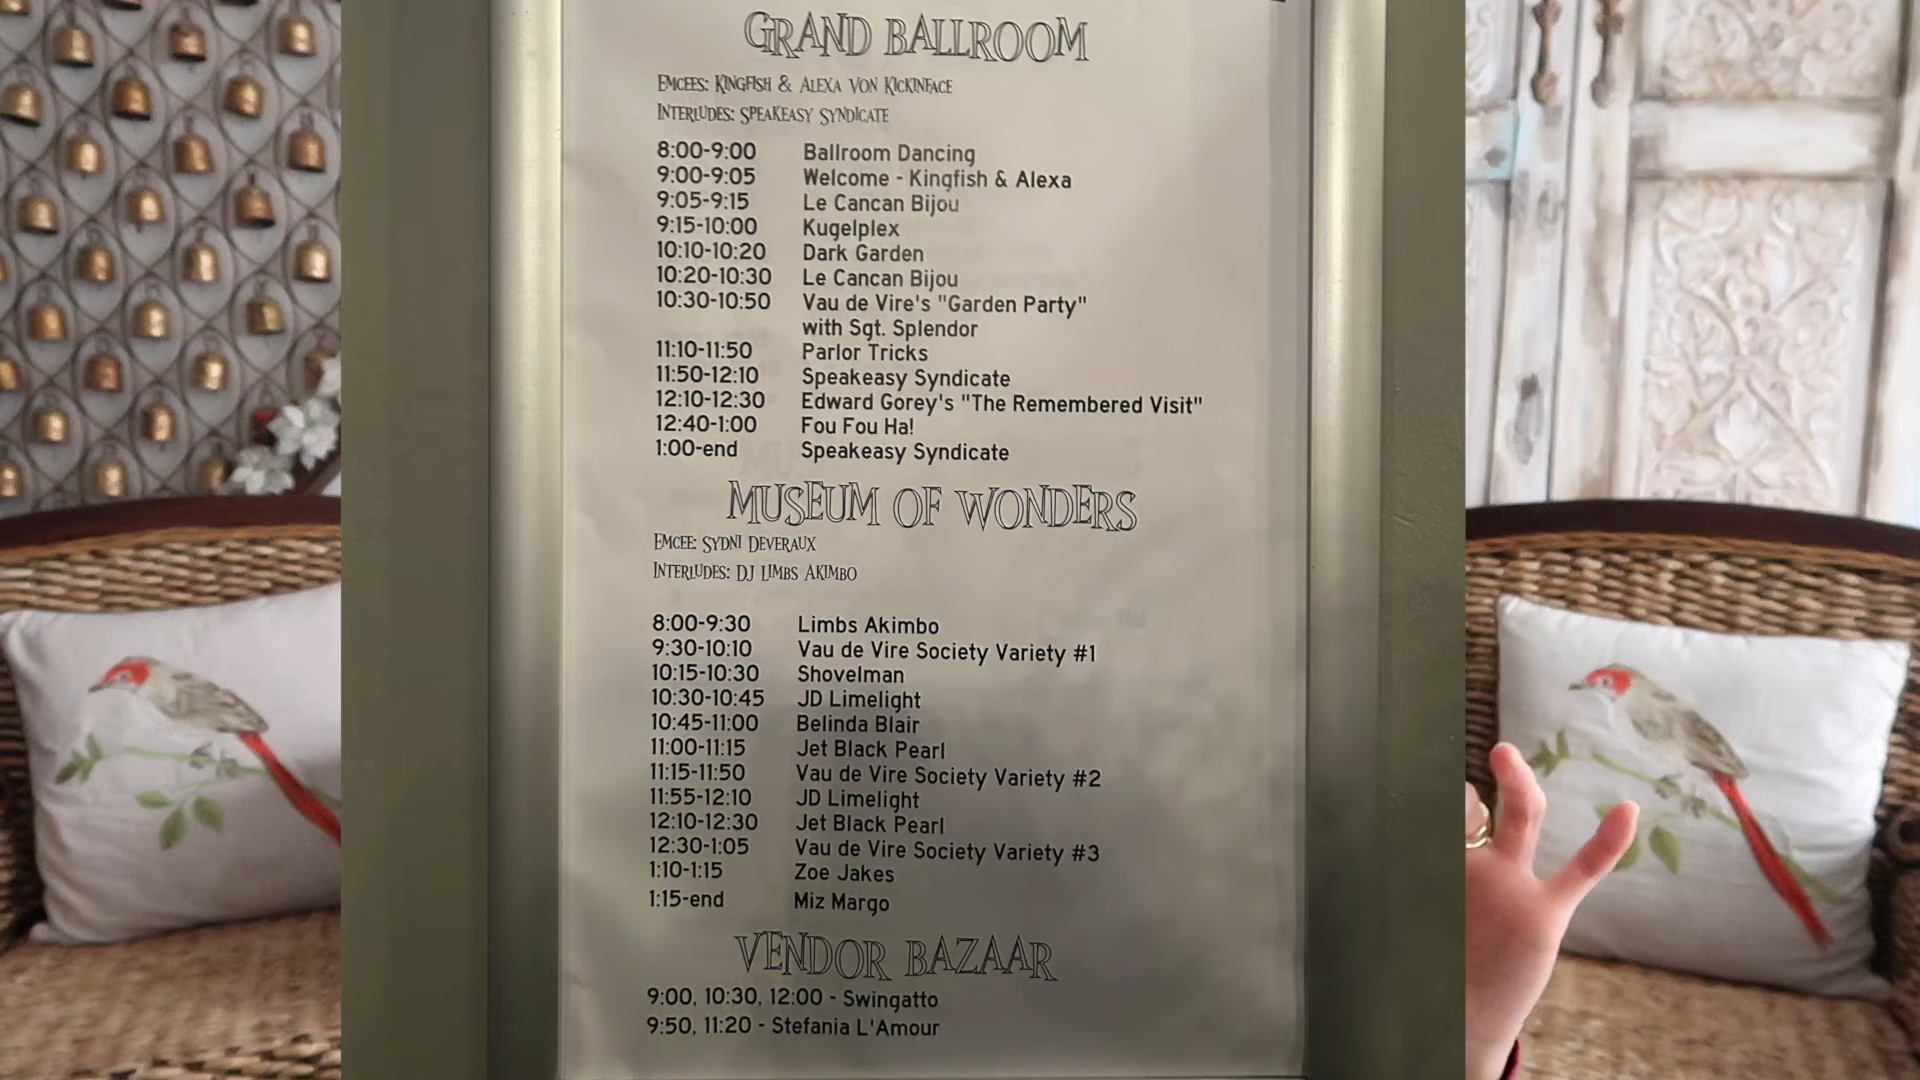 GRAND BALLROOM
EMCEES: KINGFISH & ALEXA VON KICKINFACE
INTERLUDES: SPEAKEASY SYNDICATE
8:00-9:00 Ballroom Dancing
9:00-9:05 Welcome - Kingfish & Alexa
9:05-9:15 Le Cancan Bijou
9:15-10:00 Kugelplex
10:10-10:20 Dark Garden
10:20-10:30 Le Cancan Bijou
10:30-10:50 Vau de Vire's "Garden Party"
with Sgt. Splendor
11:10-11:50 Parlor Tricks
11:50-12:10 Speakeasy Syndicate
12:10-12:30 Edward Gorey's "The Remembered Visit"
12:40-1:00 Fou Fou Ha!
1:00-end Speakeasy Syndicate
MUSEUM OF WONDERS
EMCEE: SYDNI DEVERAUX
INTERLUDES: DJ LIMBS AKIMBO
8:00-9:30 Limbs Akimbo
9:30-10:10 Vau de Vire Society Variety #1
10:15-10:30 Shovelman
10:30-10:45 JD Limelight
10:45-11:00 Belinda Blair
11:00-11:15 Jet Black Pearl
11:15-11:50 Vau de Vire Society Variety #2
11:55-12:10 JD Limelight
12:10-12:30 Jet Black Pearl
12:30-1:05 Vau de Vire Society Variety #3
1:10-1:15 Zoe Jakes
1:15-end Miz Margo
VENDOR BAZAAR
9:00, 10:30, 12:00 - Swingatto
9:50, 11:20 - Stefania L'Amour